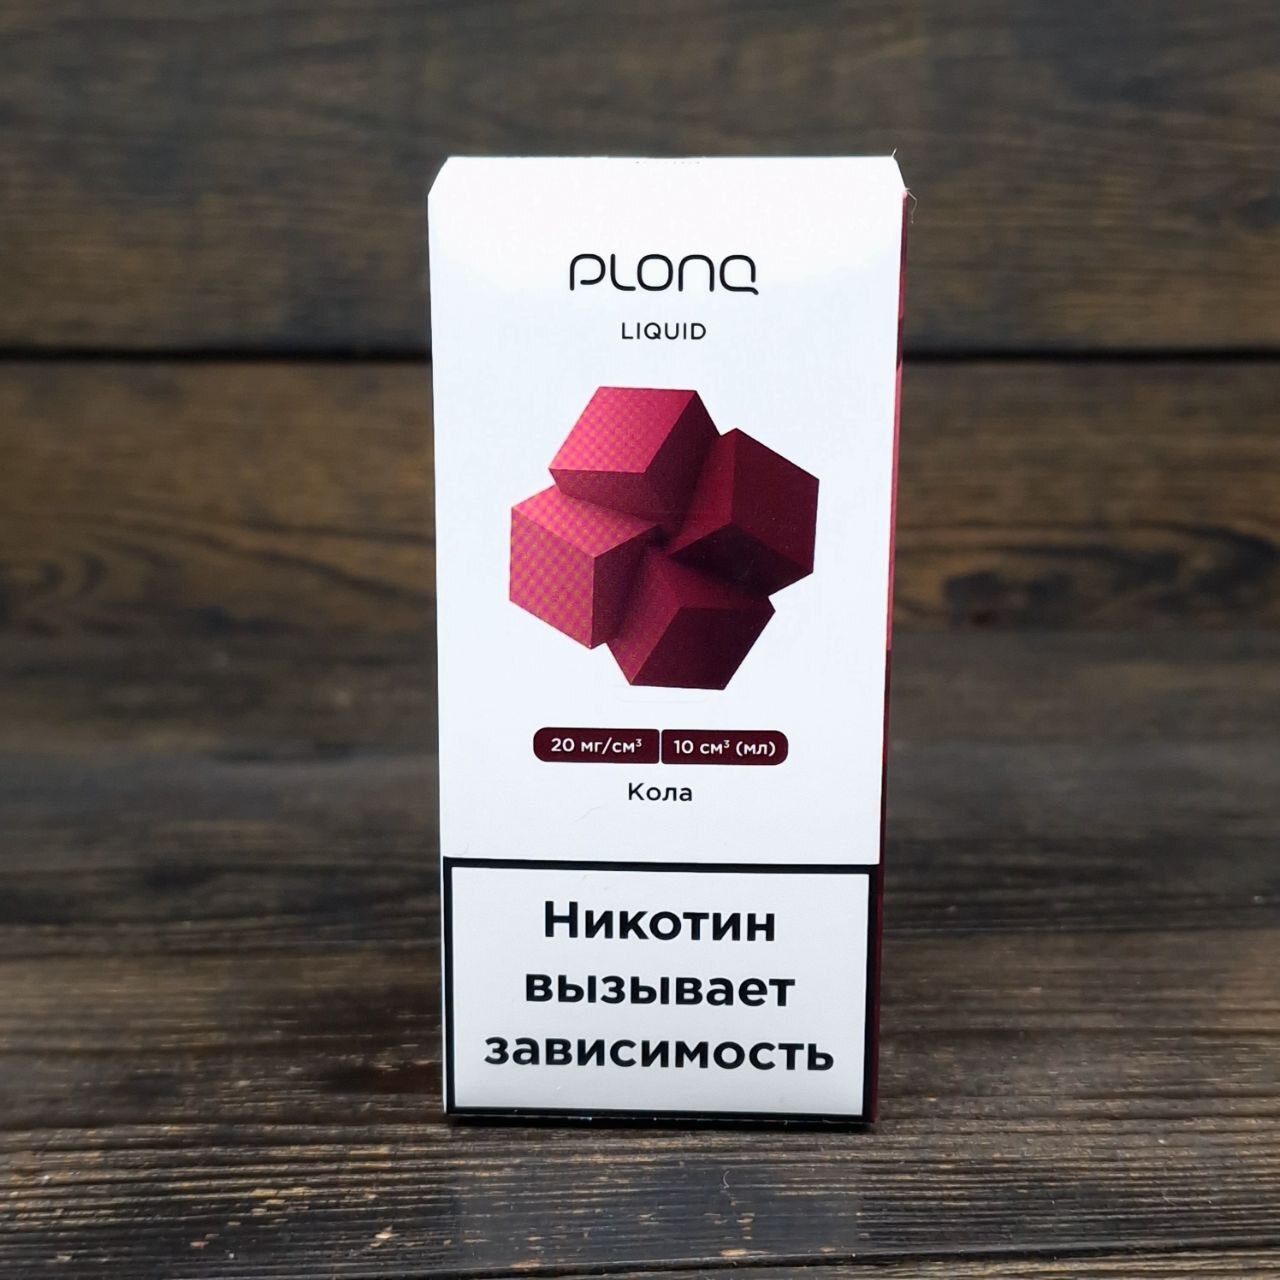 PLONQ
LIQUID
20 мг/см³ 10 см³ (мл)
Кола
Никотин
вызывает
зависимость